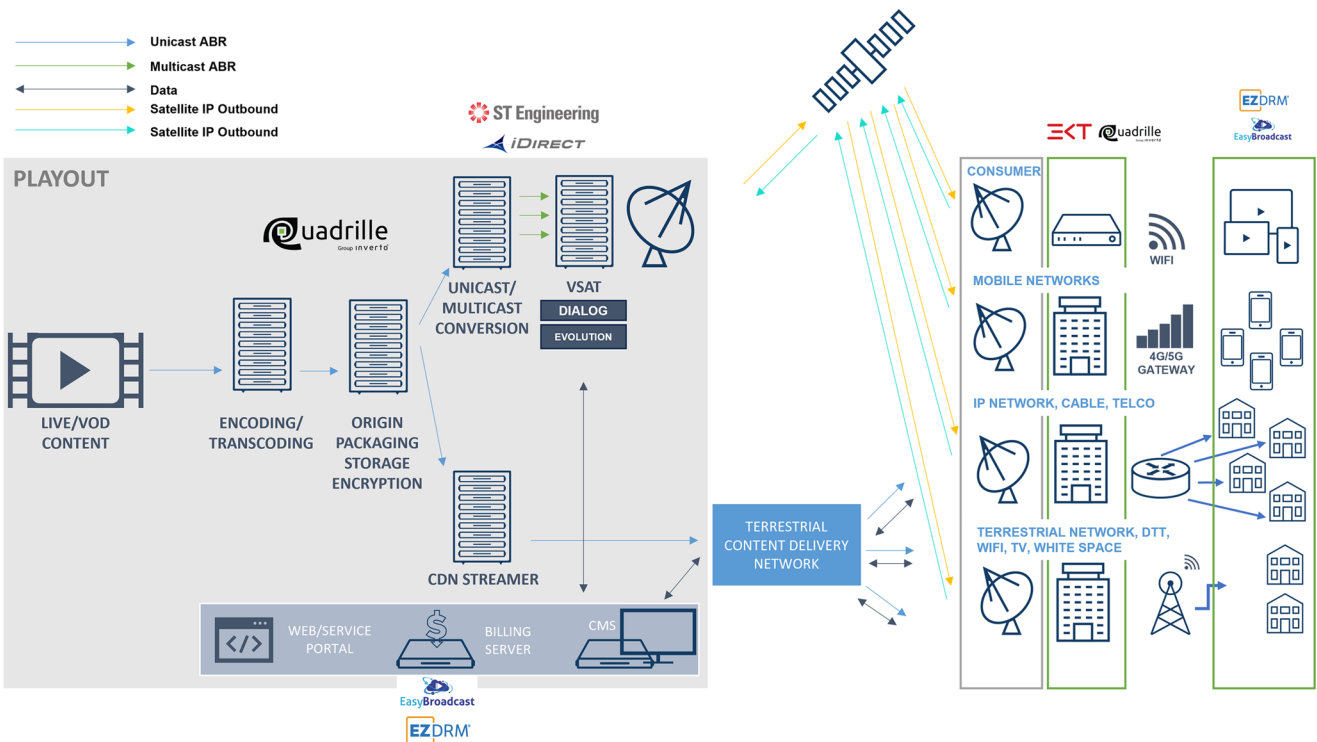 Unicast ABR
Multicast ABR
Data
Satellite IP Outbound
Satellite IP Outbound
ST Engineering
iDIRECT
PLAYOUT
Quadrille
Group inverto
UNICAST/
MULTICAST
CONVERSION
VSAT
DIALOG
EVOLUTION
LIVE/VOD
CONTENT
ENCODING/
TRANSCODING
ORIGIN
PACKAGING
STORAGE
ENCRYPTION
CDN STREAMER
WEB/SERVICE
PORTAL
$
BILLING
SERVER
CMS
</>
EasyBroadcast
EZDRM
TERRESTRIAL
CONTENT DELIVERY
NETWORK
EKT
Quadrille
Group inverto
EZDRM
EasyBroadcast
CONSUMER
WIFI
MOBILE NETWORKS
4G/5G
GATEWAY
IP NETWORK, CABLE, TELCO
TERRESTRIAL NETWORK, DTT,
WIFI, TV, WHITE SPACE